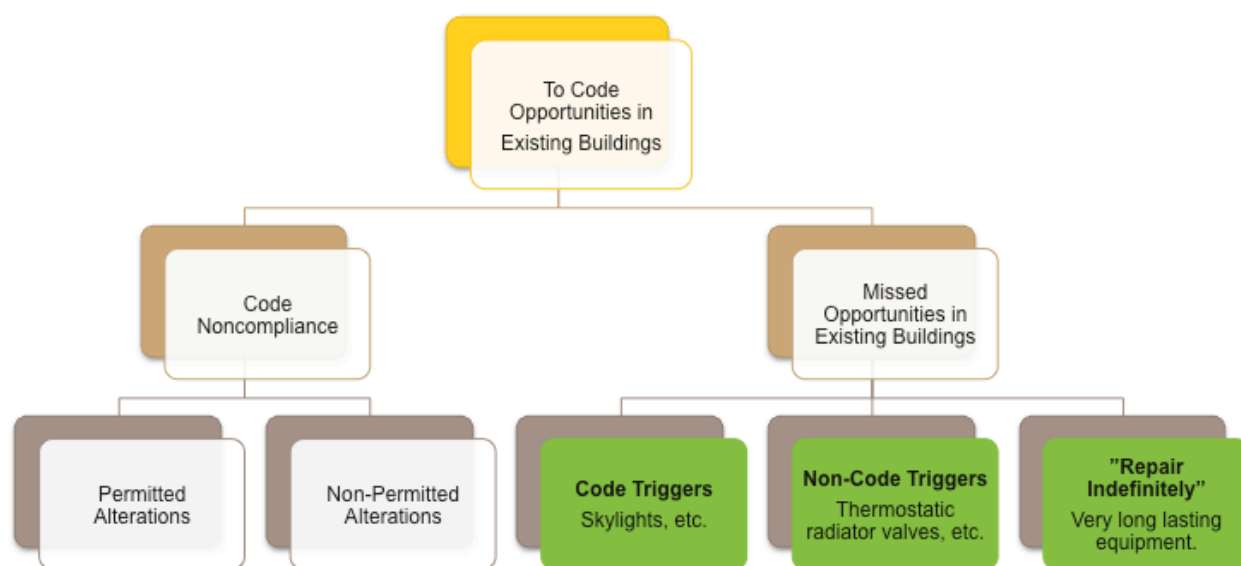 To Code
Opportunities in
Existing Buildings
Code
Noncompliance
Missed
Opportunities in
Existing Buildings
Permitted
Alterations
Non-Permitted
Alterations
Code Triggers
Skylights, etc.
Non-Code Triggers
Thermostatic
radiator valves, etc.
”Repair
Indefinitely”
Very long lasting
equipment.